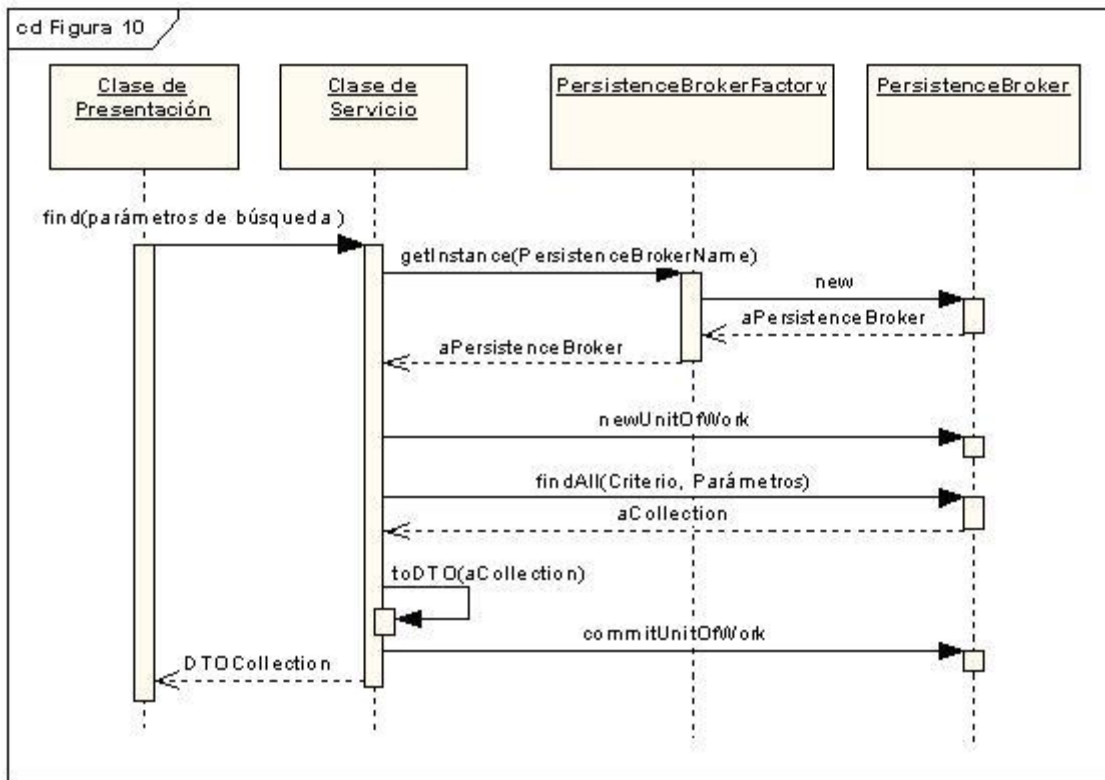 cd Figura 10
Clase de
Presentación
Clase de
Servicio
PersistenceBrokerFactory
PersistenceBroker
find(parámetros de búsqueda )
getInstance(PersistenceBrokerName)
new
aPersistenceBroker
aPersistenceBroker
newUnitOfWork
findAll(Criterio, Parámetros)
aCollection
toDTO(aCollection)
commitUnitOfWork
DTOCollection